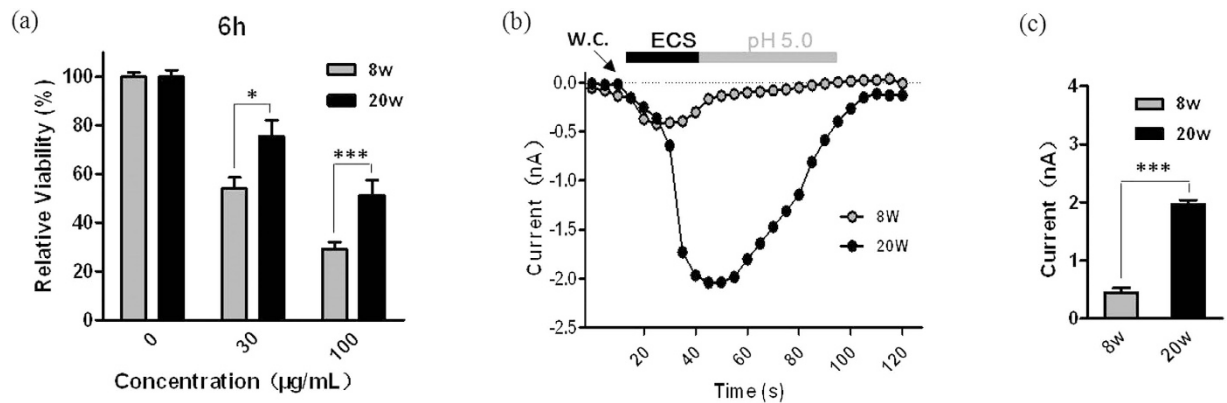 (a)
6h
Relative Viability (%)
100
80
60
40
20
0
8w
20w
*
***
0
30
100
Concentration (μg/mL)
(b)
W.C.
ECS
pH 5.0
Current (nA)
0.0
-0.5
-1.0
-1.5
-2.0
-2.5
8W
20W
20
40
60
80
100
120
Time (s)
(c)
Current (nA)
4
3
2
1
0
8w
20w
***
8w
20w